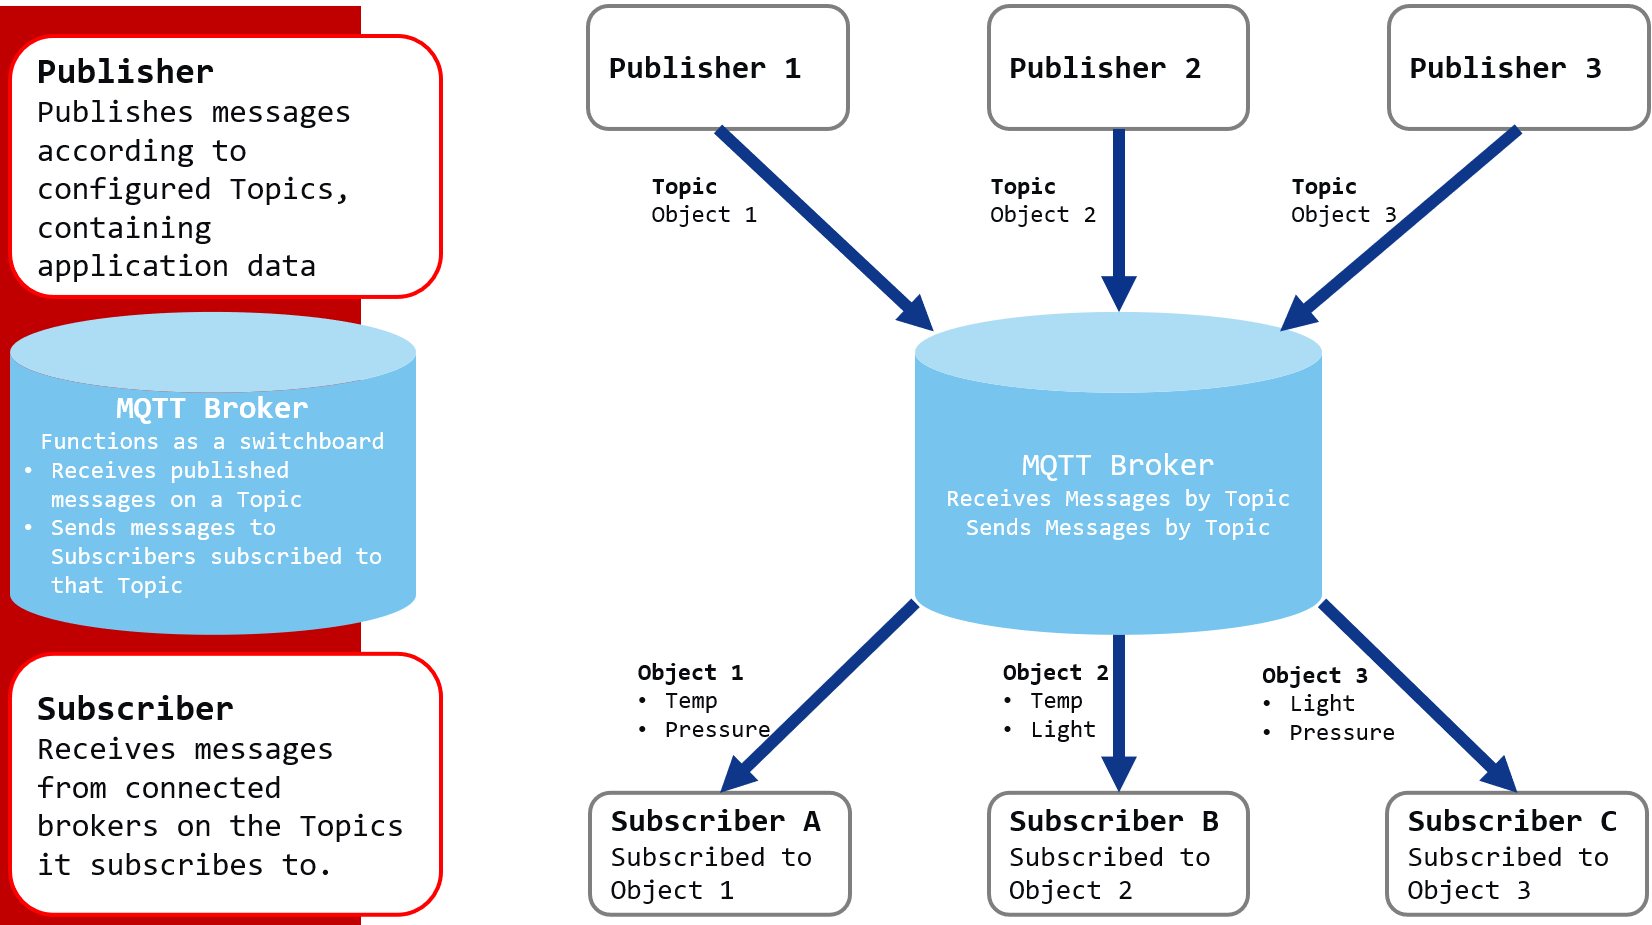 Publisher
Publishes messages
according to
configured Topics,
containing
application data
MQTT Broker
Functions as a switchboard
• Receives published
messages on a Topic
• Sends messages to
Subscribers subscribed to
that Topic
Subscriber
Receives messages
from connected
brokers on the Topics
it subscribes to.
Publisher 1
Publisher 2
Publisher 3
Topic
Object 1
Topic
Object 2
Topic
Object 3
MQTT Broker
Receives Messages by Topic
Sends Messages by Topic
Object 1
• Temp
• Pressure
Object 2
• Temp
• Light
Object 3
• Light
• Pressure
Subscriber A
Subscribed to
Object 1
Subscriber B
Subscribed to
Object 2
Subscriber C
Subscribed to
Object 3